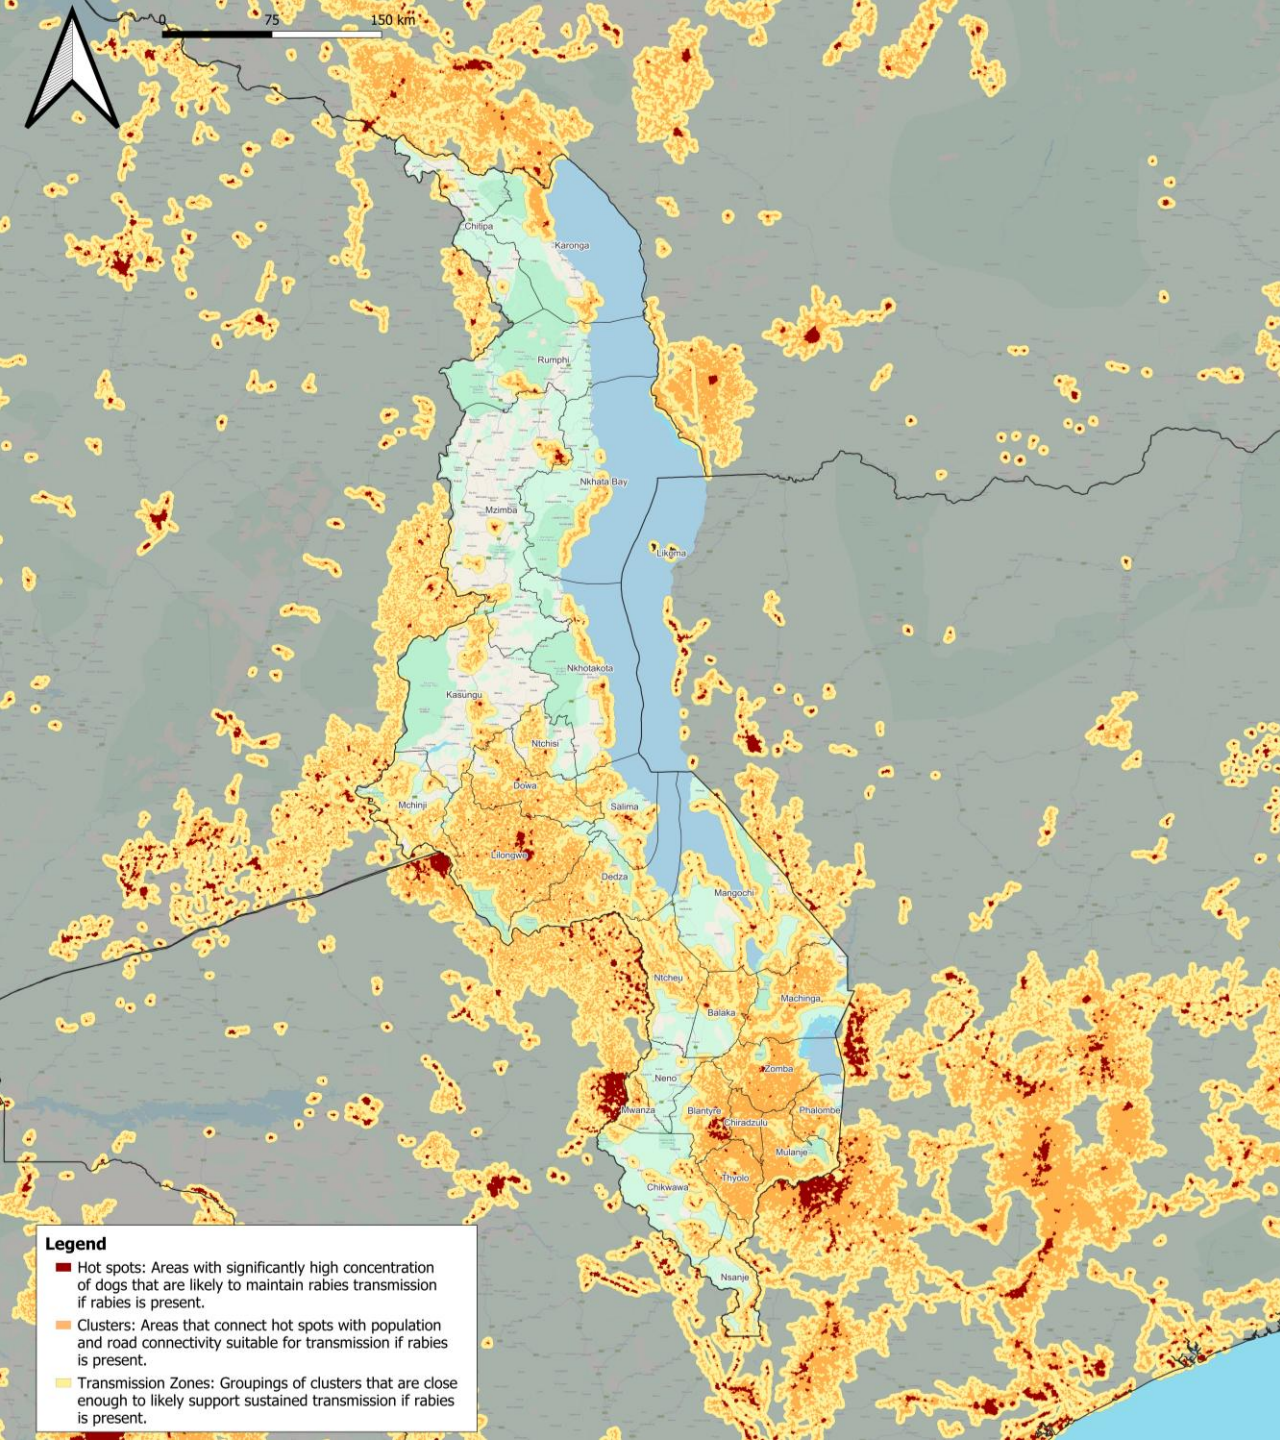 0 75 150 km
Chitipa
Karonga
Rumphi
Nkhata Bay
Mzimba
Likoma
Nkhotakota
Kasungu
Ntchisi
Dowa
Mchinji
Salima
Lilongwe
Dedza
Mangochi
Ntcheu
Machinga
Balaka
Zomba
Neno
Mwanza
Blantyre
Phalombe
Chiradzulu
Mulanje
Thyolo
Chikwawa
Nsanje
Legend
Hot spots: Areas with significantly high concentration
of dogs that are likely to maintain rabies transmission
if rabies is present.
Clusters: Areas that connect hot spots with population
and road connectivity suitable for transmission if rabies
is present.
Transmission Zones: Groupings of clusters that are close
enough to likely support sustained transmission if rabies
is present.